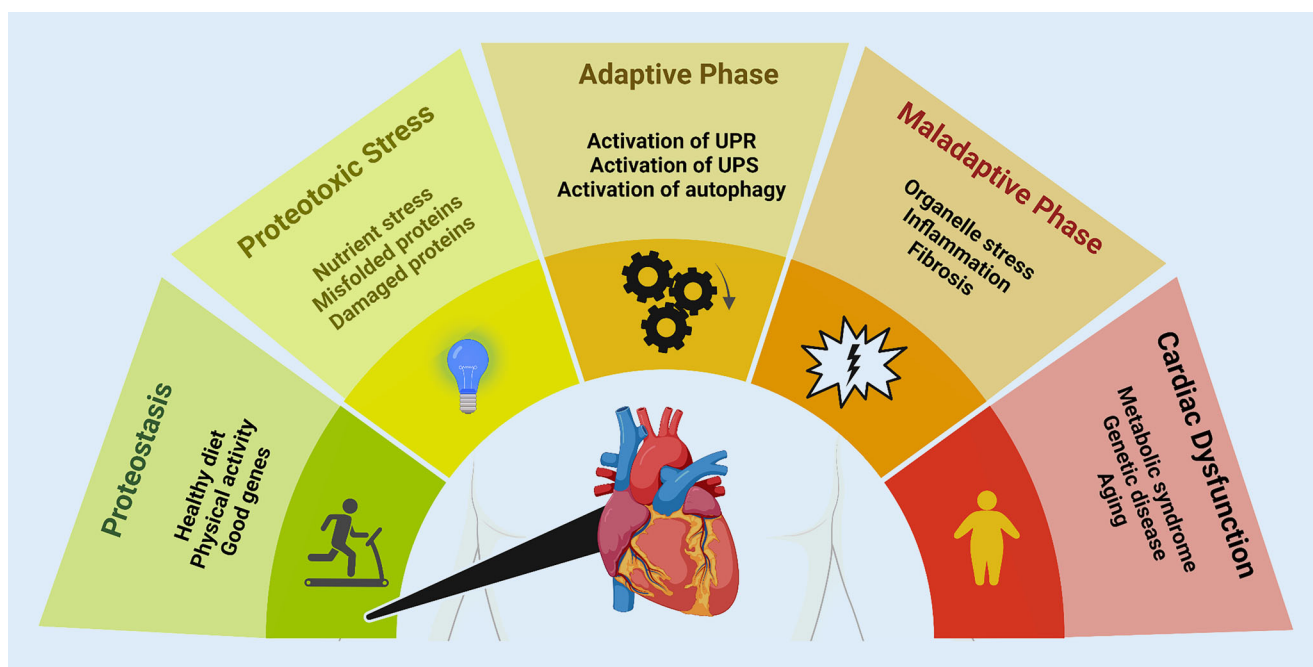 Proteostasis
Healthy diet
Physical activity
Good genes
Proteotoxic Stress
Nutrient stress
Misfolded proteins
Damaged proteins
Adaptive Phase
Activation of UPR
Activation of UPS
Activation of autophagy
Maladaptive Phase
Organelle stress
Inflammation
Fibrosis
Cardiac Dysfunction
Metabolic syndrome
Genetic disease
Aging